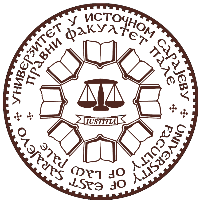 УНИВЕРЗИТЕТ У ИСТОЧНОМ САРАЈЕВУ
ПРАВНИ ФАКУЛТЕТ ПАЛЕ
IUSTITIA
UNIVERSITY OF EAST SARAJEVO
FACULTY OF LAW PALE